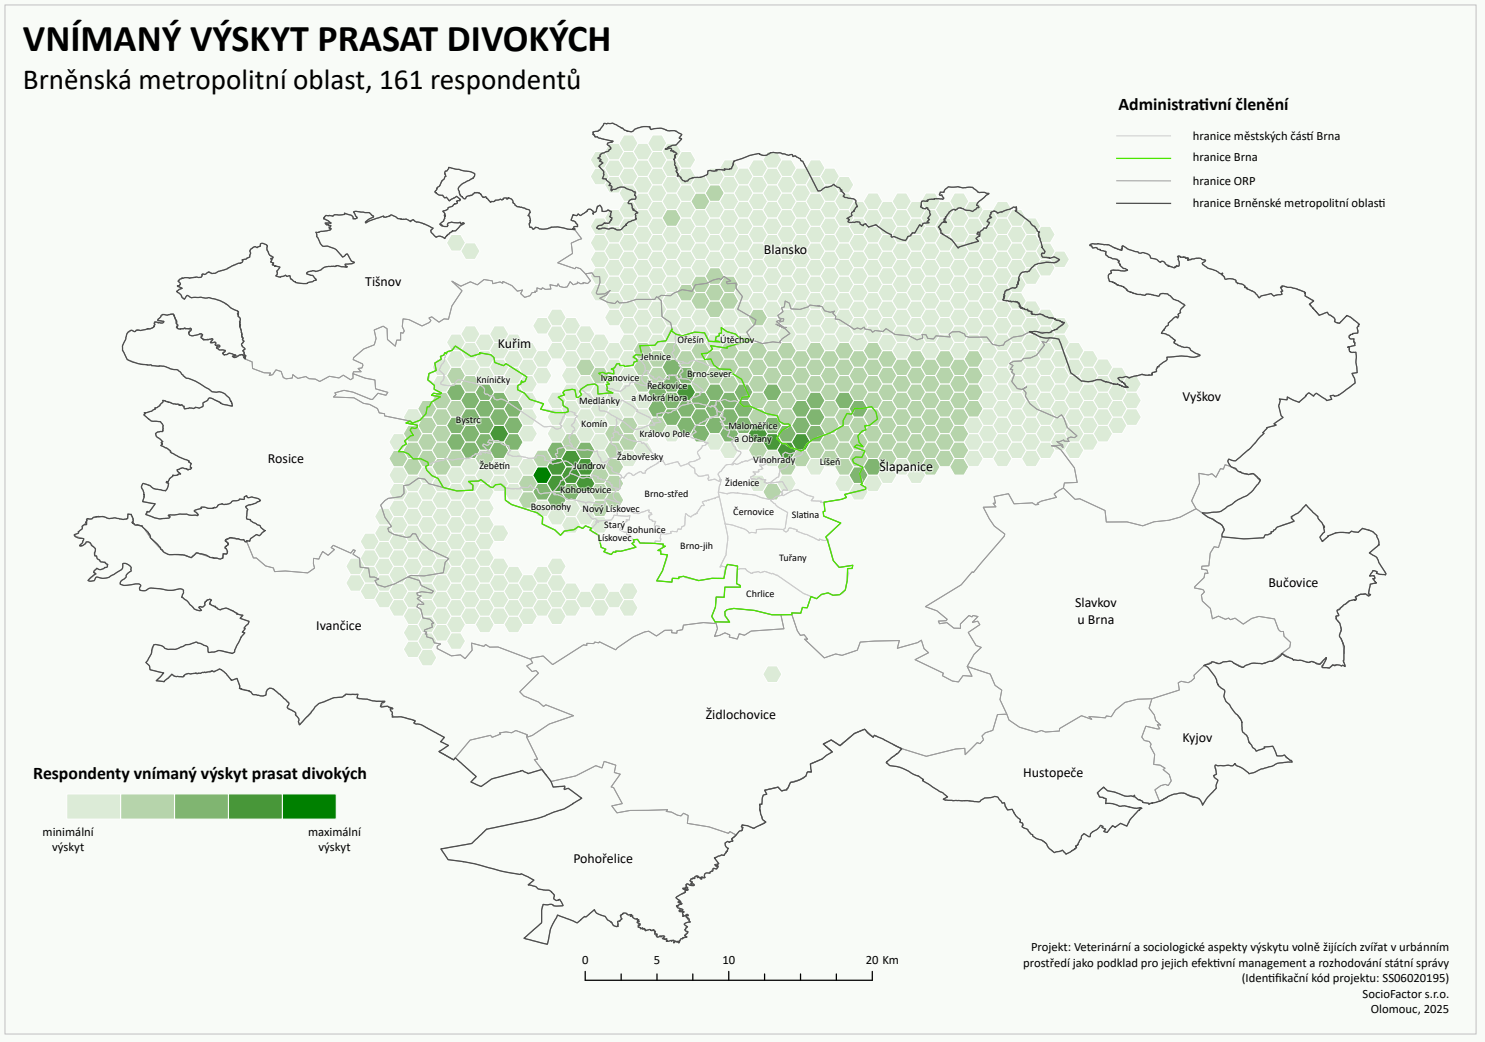 VNÍMANÝ VÝSKYT PRASAT DIVOKÝCH
Brněnská metropolitní oblast, 161 respondentů
Administrativní členění
hranice městských částí Brna
hranice Brna
hranice ORP
hranice Brněnské metropolitní oblasti
Blansko
Tišnov
Kuřim
Ořešín
Útěchov
Jehnice
Ivanovice
Brno-sever
Kníničky
Řečkovice
a Mokrá Hora
Medlánky
Vyškov
Bystrc
Komín
Královo Pole
Maloměřice
a Obřany
Rosice
Žebětín
Jundrov
Žabovřesky
Vinohrady
Líšeň
Šlapanice
Kohoutovice
Brno-střed
Židenice
Bosonohy
Nový Lískovec
Černovice
Slatina
Starý
Lískovec
Bohunice
Brno-jih
Tuřany
Bučovice
Chrlice
Slavkov
u Brna
Ivančice
Židlochovice
Kyjov
Hustopeče
Respondenty vnímaný výskyt prasat divokých
minimální
výskyt
maximální
výskyt
Pohořelice
0 5 10 20 Km
Projekt: Veterinární a sociologické aspekty výskytu volně žijících zvířat v urbánním
prostředí jako podklad pro jejich efektivní management a rozhodování státní správy
(Identifikační kód projektu: SS06020195)
SocioFactor s.r.o.
Olomouc, 2025